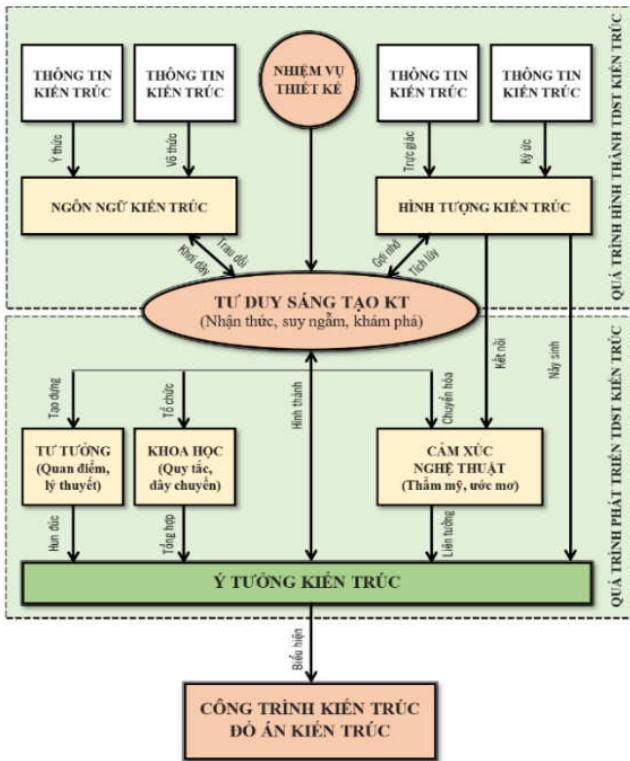 THÔNG TIN
KIẾN TRÚC
THÔNG TIN
KIẾN TRÚC
NHIỆM VỤ
THIẾT KẾ
THÔNG TIN
KIẾN TRÚC
THÔNG TIN
KIẾN TRÚC
Ý thức
Vô thức
Trực giác
Ký ức
NGÔN NGỮ KIẾN TRÚC
HÌNH TƯỢNG KIẾN TRÚC
Khơi dậy
Trau dồi
Gợi nhớ
Tích lũy
QUÁ TRÌNH HÌNH THÀNH TDST KIẾN TRÚC
TƯ DUY SÁNG TẠO KT
(Nhận thức, suy ngẫm, khám phá)
Tạo dựng
Tổ chức
Hình thành
Chuyển hóa
Kết nối
Nảy sinh
TƯ TƯỞNG
(Quan điểm,
lý thuyết)
KHOA HỌC
(Quy tắc,
dây chuyền)
CẢM XÚC
NGHỆ THUẬT
(Thẩm mỹ, ước mơ)
Hun đúc
Tổng hợp
Liên tưởng
QUÁ TRÌNH PHÁT TRIỂN TDST KIẾN TRÚC
Ý TƯỞNG KIẾN TRÚC
Biểu hiện
CÔNG TRÌNH KIẾN TRÚC
ĐỒ ÁN KIẾN TRÚC